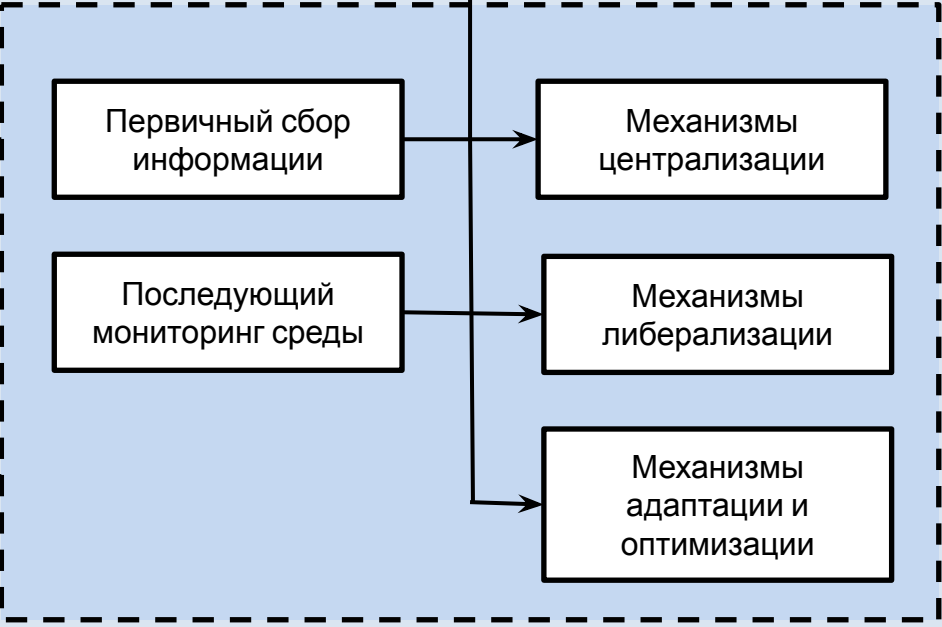 Первичный сбор
информации
Механизмы
централизации
Последующий
мониторинг среды
Механизмы
либерализации
Механизмы
адаптации и
оптимизации